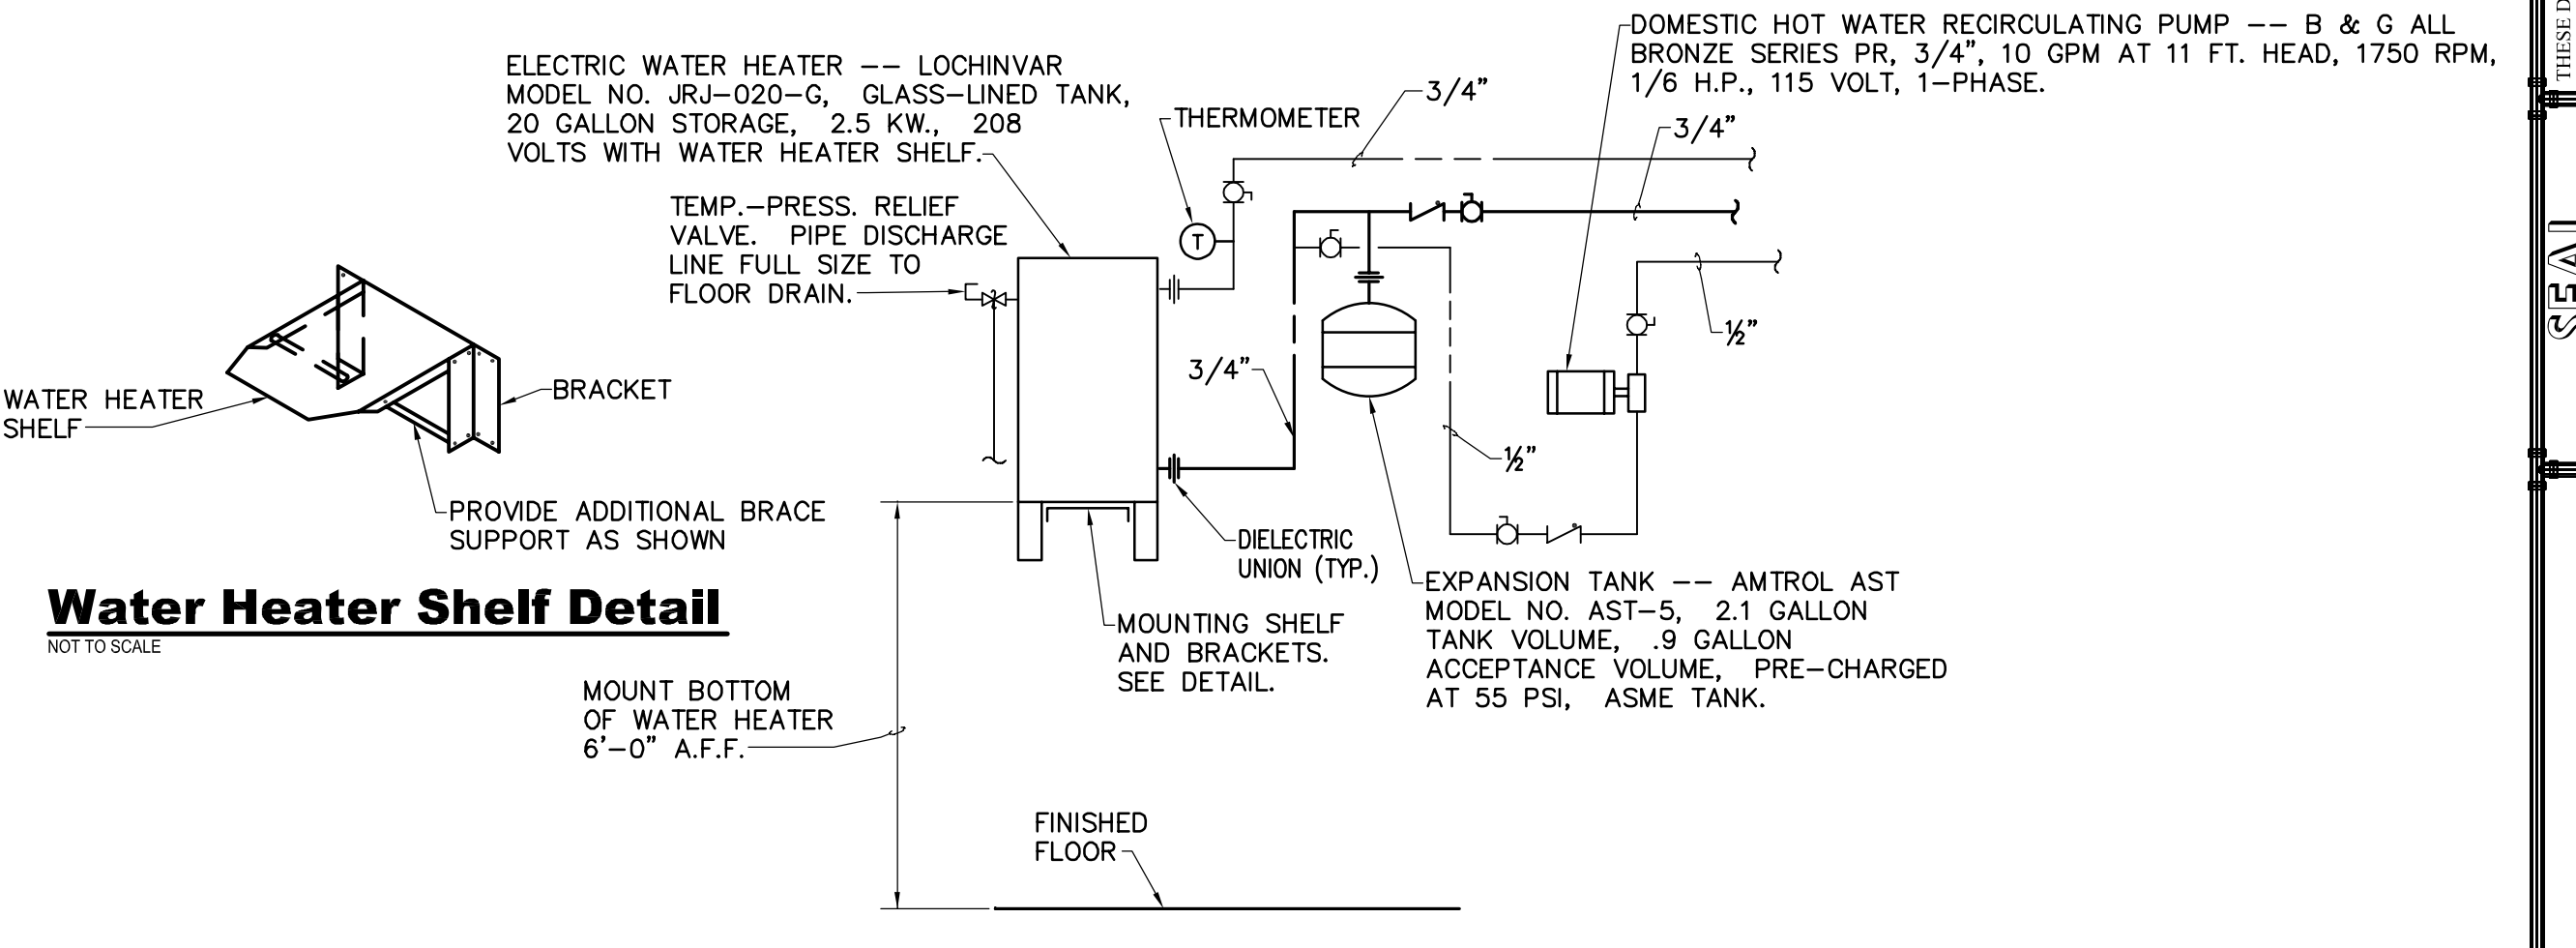 DOMESTIC HOT WATER RECIRCULATING PUMP -- B & G ALL
BRONZE SERIES PR, 3/4", 10 GPM AT 11 FT. HEAD, 1750 RPM,
1/6 H.P., 115 VOLT, 1-PHASE.
ELECTRIC WATER HEATER -- LOCHINVAR
MODEL NO. JRJ-020-G, GLASS-LINED TANK,
20 GALLON STORAGE, 2.5 KW., 208
VOLTS WITH WATER HEATER SHELF.
THERMOMETER
3/4"
3/4"
TEMP.-PRESS. RELIEF
VALVE. PIPE DISCHARGE
LINE FULL SIZE TO
FLOOR DRAIN.
T
½"
3/4"
½"
WATER HEATER
SHELF
BRACKET
PROVIDE ADDITIONAL BRACE
SUPPORT AS SHOWN
Water Heater Shelf Detail
NOT TO SCALE
DIELECTRIC
UNION (TYP.)
MOUNTING SHELF
AND BRACKETS.
SEE DETAIL.
EXPANSION TANK -- AMTROL AST
MODEL NO. AST-5, 2.1 GALLON
TANK VOLUME, .9 GALLON
ACCEPTANCE VOLUME, PRE-CHARGED
AT 55 PSI, ASME TANK.
MOUNT BOTTOM
OF WATER HEATER
6'-0" A.F.F.
FINISHED
FLOOR
THESE
SEAL